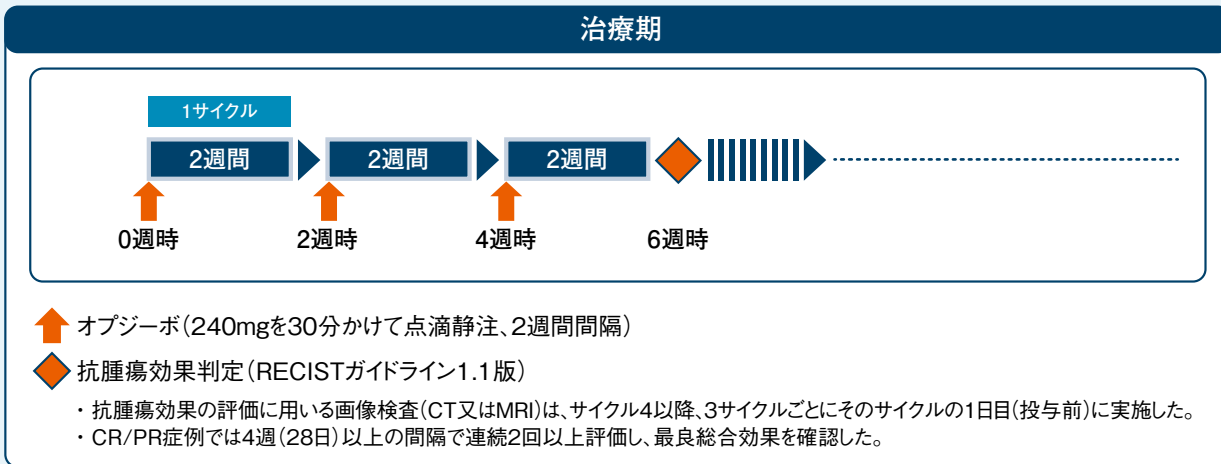 治療期
1サイクル
2週間 2週間 2週間
0週時 2週時 4週時 6週時
オプジーボ(240mgを30分かけて点滴静注、2週間間隔)
抗腫瘍効果判定(RECISTガイドライン1.1版)
・ 抗腫瘍効果の評価に用いる画像検査(CT又はMRI)は、サイクル4以降、3サイクルごとにそのサイクルの1日目(投与前)に実施した。
・ CR/PR症例では4週(28日)以上の間隔で連続2回以上評価し、最良総合効果を確認した。